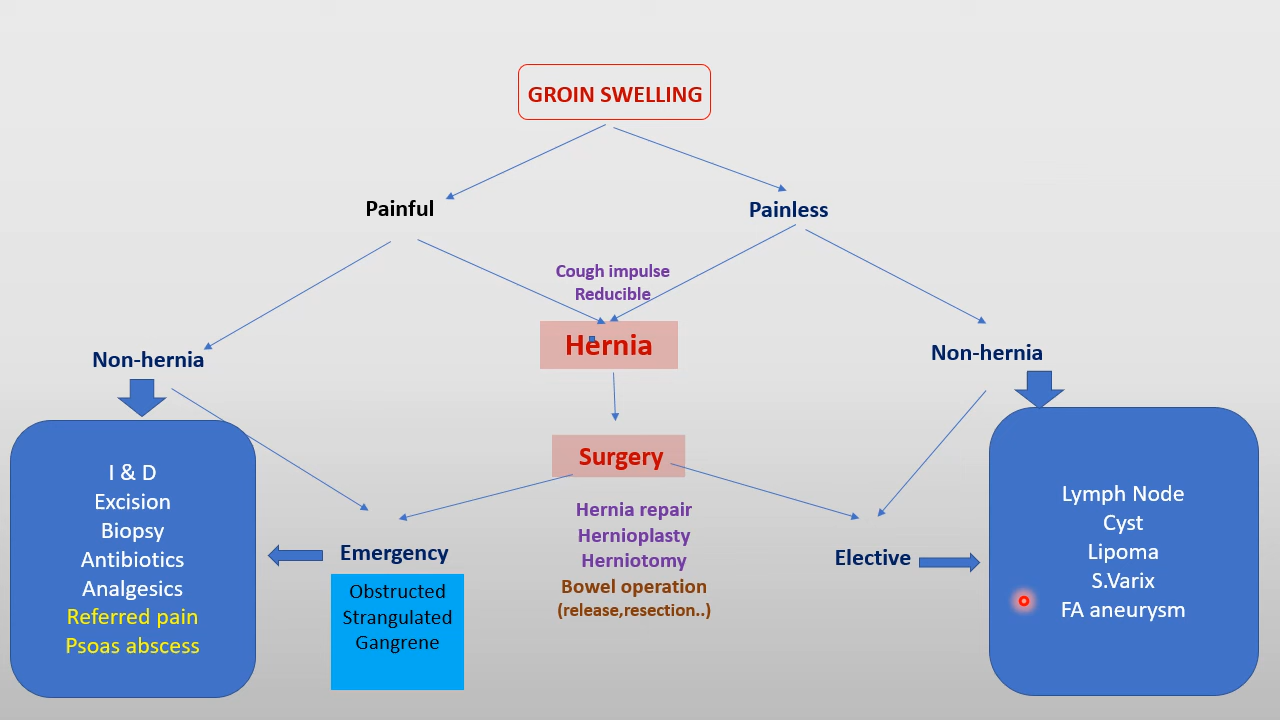 GROIN SWELLING
Painful
Painless
Cough impulse
Reducible
Hernia
Non-hernia
Non-hernia
Surgery
Hernia repair
Hernioplasty
Herniotomy
Bowel operation
(release,resection..)
Emergency
Obstructed
Strangulated
Gangrene
Elective
I & D
Excision
Biopsy
Antibiotics
Analgesics
Referred pain
Psoas abscess
Lymph Node
Cyst
Lipoma
S.Varix
FA aneurysm